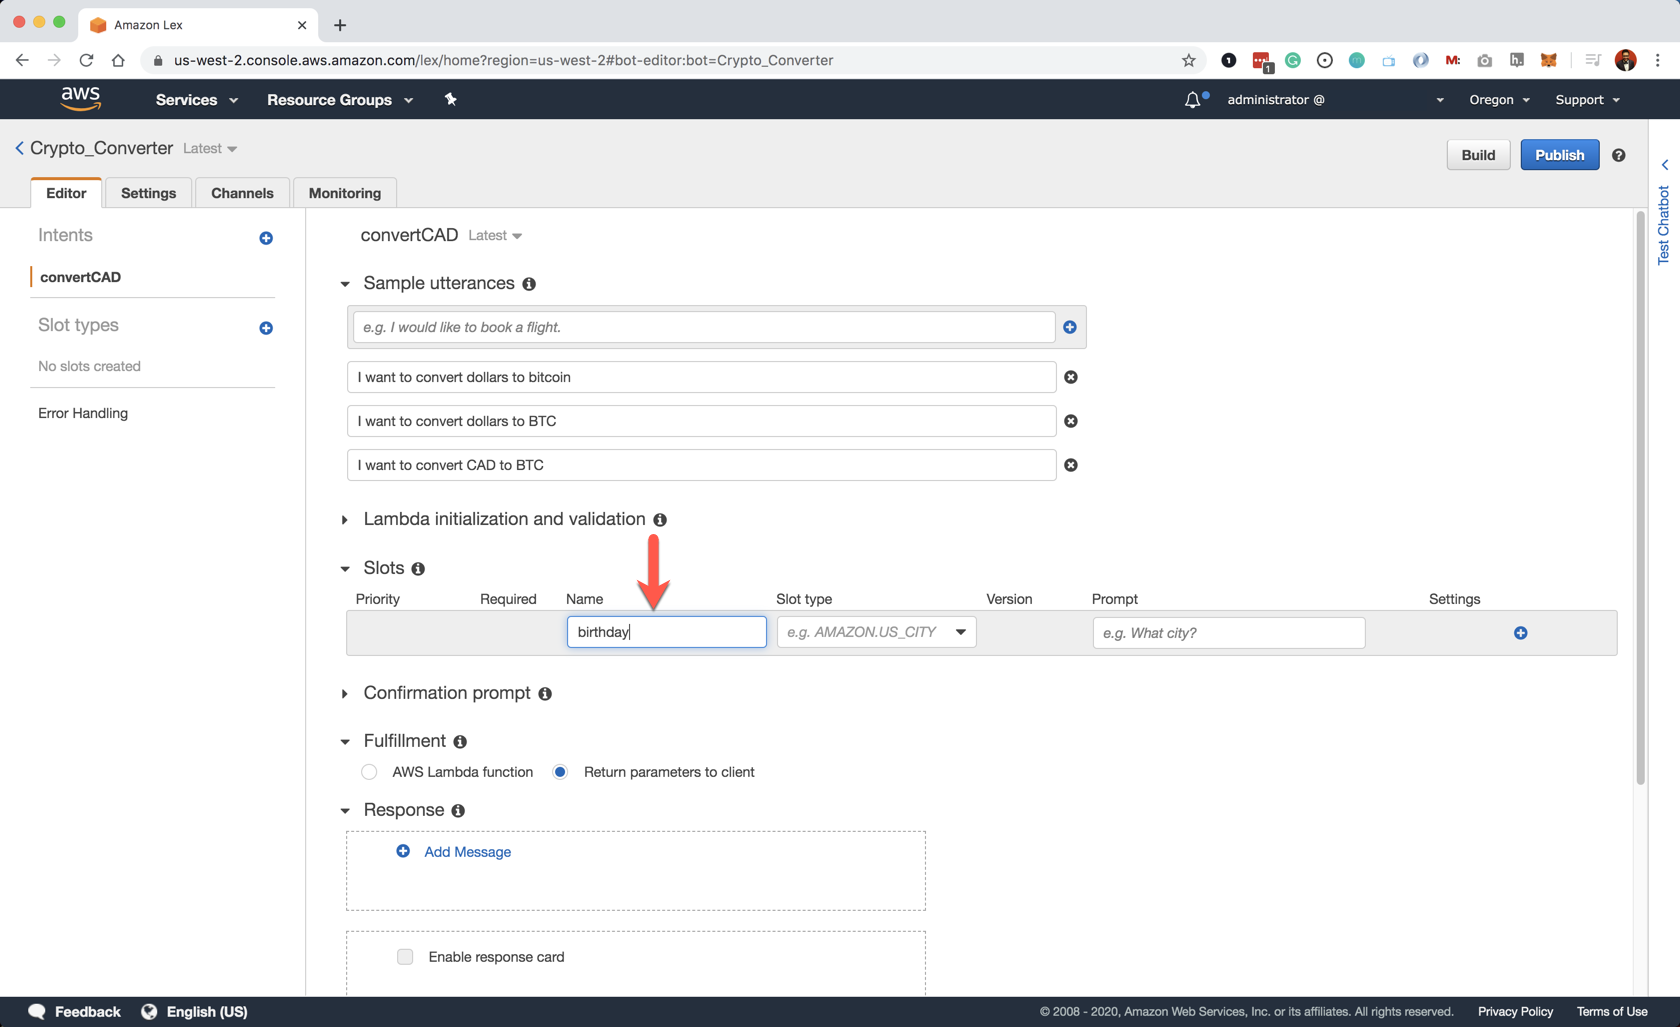 Amazon Lex
us-west-2.console.aws.amazon.com/lex/home?region=us-west-2#bot-editor:bot=Crypto_Converter
aws Services Resource Groups administrator @ Oregon Support
Crypto_Converter Latest
Build Publish
Editor Settings Channels Monitoring
Test Chatbot
Intents
convertCAD
Slot types
No slots created
Error Handling
convertCAD Latest
Sample utterances
e.g. I would like to book a flight.
I want to convert dollars to bitcoin
I want to convert dollars to BTC
I want to convert CAD to BTC
Lambda initialization and validation
Slots
Priority Required Name Slot type Version Prompt Settings
birthday e.g. AMAZON.US_CITY e.g. What city?
Confirmation prompt
Fulfillment
AWS Lambda function Return parameters to client
Response
Add Message
Enable response card
Feedback English (US) © 2008 - 2020, Amazon Web Services, Inc. or its affiliates. All rights reserved. Privacy Policy Terms of Use